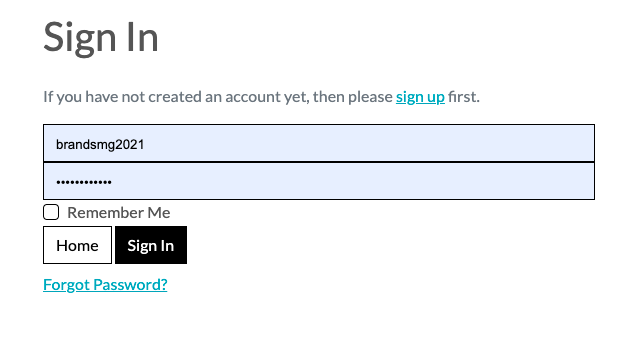 Sign In
If you have not created an account yet, then please sign up first.
brandsmg2021
••••••••••••
Remember Me
Home Sign In
Forgot Password?